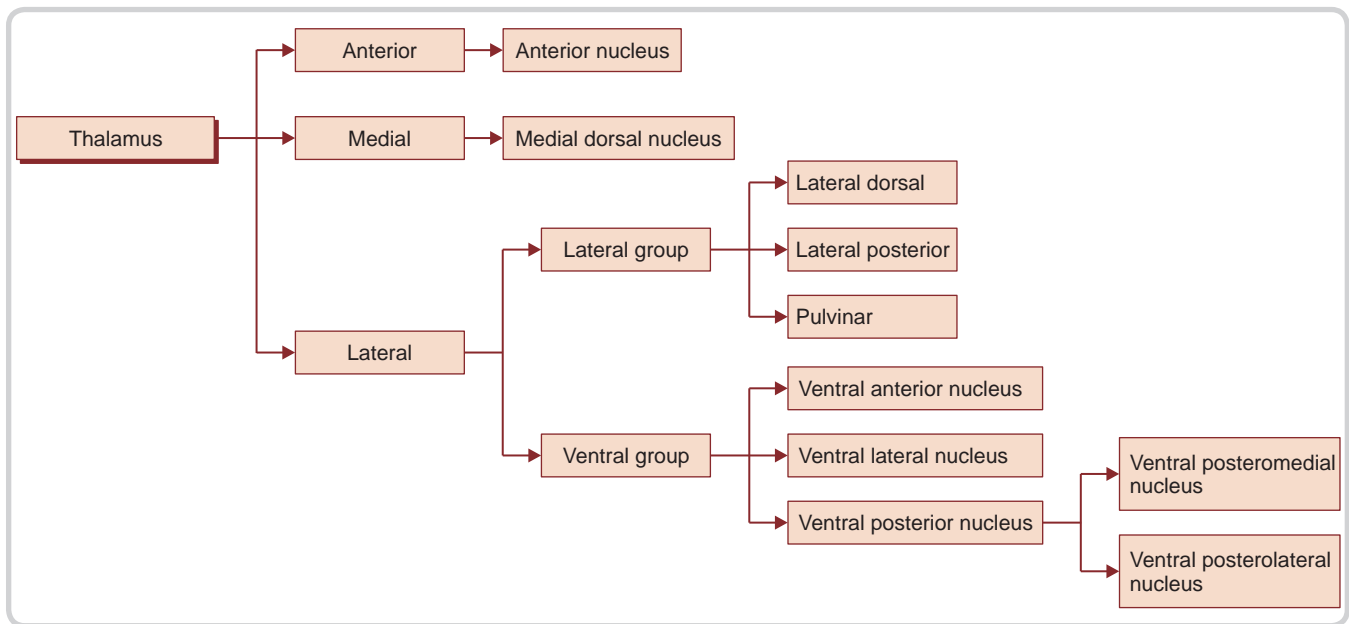 Thalamus
Anterior
Anterior nucleus
Medial
Medial dorsal nucleus
Lateral
Lateral group
Lateral dorsal
Lateral posterior
Pulvinar
Ventral group
Ventral anterior nucleus
Ventral lateral nucleus
Ventral posterior nucleus
Ventral posteromedial
nucleus
Ventral posterolateral
nucleus